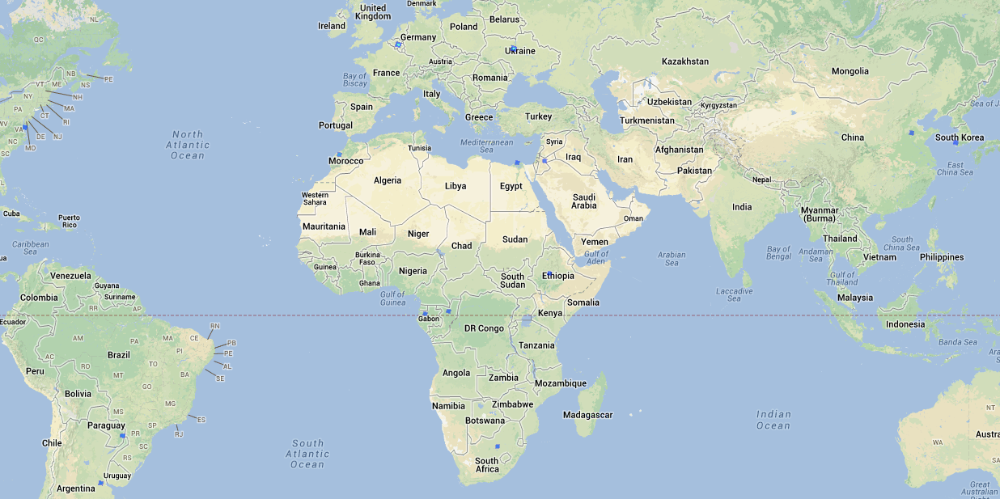 NL
United
Kingdom
Denmark
Ireland
Belarus
Poland
Germany
QC
Ukraine
Austria
Kazakhstan
France
Mongolia
NB
PE
Bay of
Biscay
Romania
VT
ME
NS
NY
NH
Italy
Uzbekistan
Kyrgyzstan
Sea of J
PA
MA
Spain
CT
RI
Greece
Turkey
Turkmenistan
WV
VA
Portugal
North
Atlantic
Ocean
DE
NJ
China
South Korea
NC
MD
SC
Tunisia
Mediterranean
Sea
Syria
Iraq
Iran
Afghanistan
Morocco
Pakistan
East
China Sea
Algeria
Libya
Egypt
Nepal
Western
Sahara
Saudi
Arabia
India
Cuba
Puerto
Rico
Myanmar
(Burma)
Oman
Mauritania
Mali
Niger
Sudan
Chad
Yemen
Thailand
South China
Sea
Caribbean
Sea
Gulf of
Aden
Arabian
Sea
Bay of
Bengal
Andaman
Sea
Vietnam
Philippines
ua
Burkina
Faso
Guinea
Nigeria
Venezuela
Guyana
Ghana
South
Sudan
Ethiopia
Gulf of
Thailand
Suriname
Colombia
Gulf of
Guinea
Laccadive
Sea
Malaysia
RR
AP
Somalia
Kenya
Ecuador
Gabon
Indonesia
RN
DR Congo
AM
PA
MA
CE
PB
Banda Sea
PI
PE
Tanzania
Ara
Se
Brazil
AC
RO
TO
AL
Peru
MT
BA
SE
Angola
Zambia
Mozambique
Bolivia
GO
MG
Namibia
Zimbabwe
NT
MS
ES
Botswana
Madagascar
Indian
Ocean
Paraguay
SP
PR
RJ
Austra
Chile
SC
South
Atlantic
Ocean
WA
RS
South
Africa
SA
Uruguay
Argentina
Great
Australian
Bight